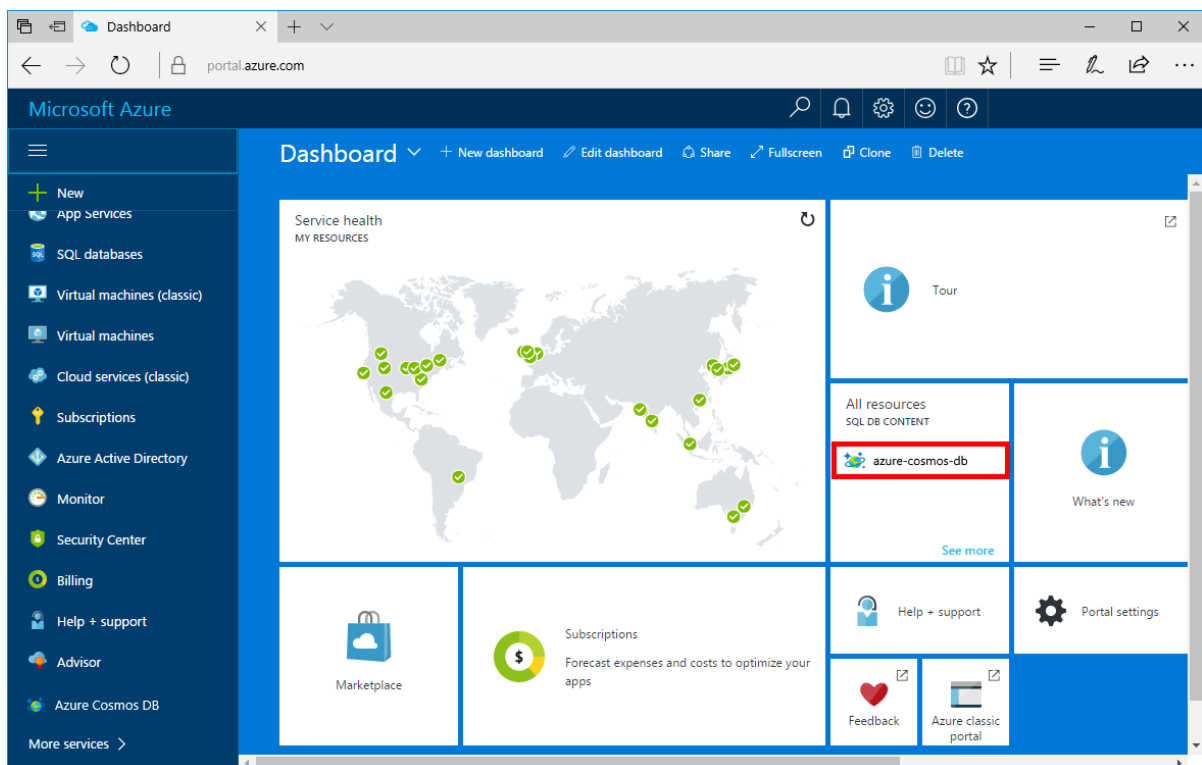 Dashboard
portal.azure.com
Microsoft Azure
Dashboard
New dashboard
Edit dashboard
Share
Fullscreen
Clone
Delete
New
App Services
SQL databases
Virtual machines (classic)
Virtual machines
Cloud services (classic)
Subscriptions
Azure Active Directory
Monitor
Security Center
Billing
Help + support
Advisor
Azure Cosmos DB
More services
Service health
MY RESOURCES
Tour
All resources
SQL DB CONTENT
azure-cosmos-db
See more
What's new
Marketplace
Subscriptions
Forecast expenses and costs to optimize your
apps
Help + support
Portal settings
Feedback
Azure classic
portal